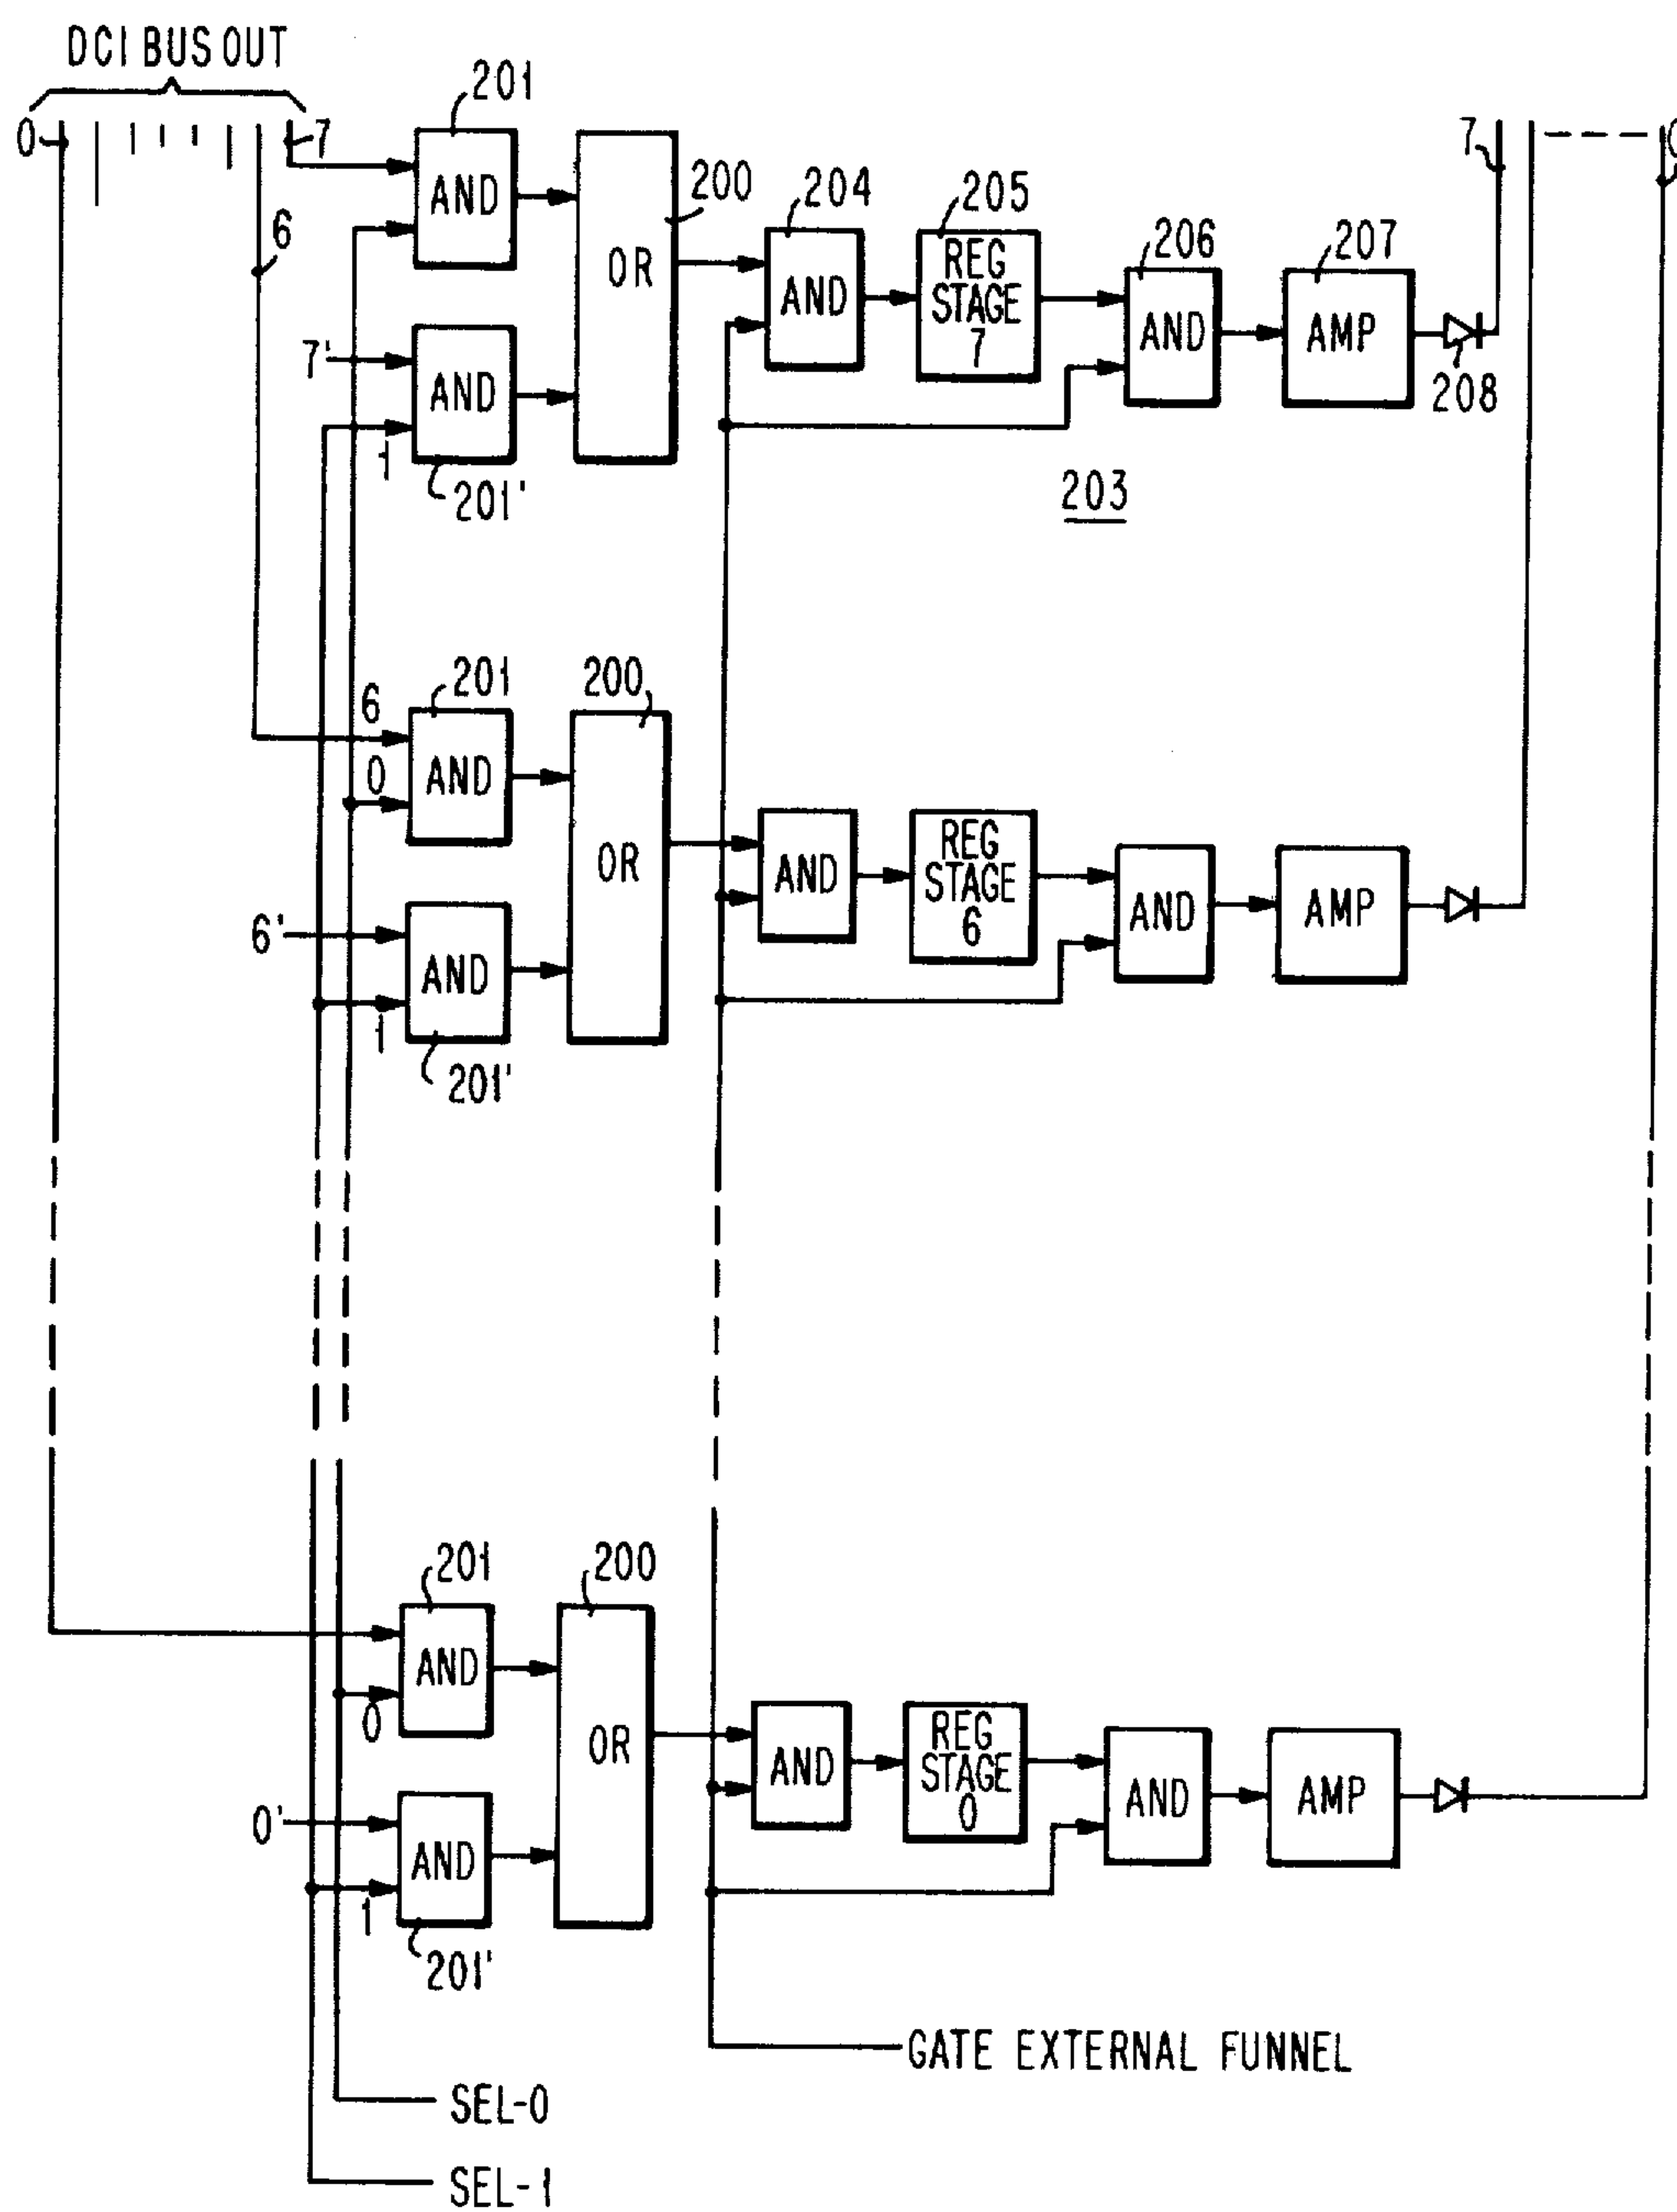 DCI BUS OUT
0
7
201
AND
200
OR
6
204
AND
205
REG
STAGE
7
206
AND
207
AMP
208
7
0
7'
AND
1
201'
203
201
6
0
AND
200
OR
AND
REG
STAGE
6
AND
AMP
6'
AND
1
201'
201
AND
0
200
OR
AND
REG
STAGE
0
AND
AMP
0'
AND
1
201'
GATE EXTERNAL FUNNEL
SEL-0
SEL-1